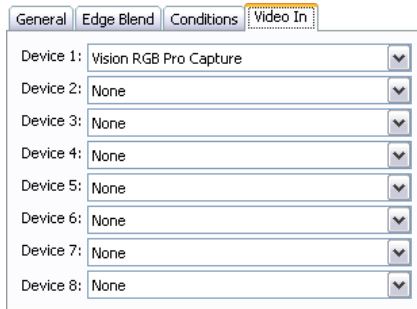 General Edge Blend Conditions Video In
Device 1: Vision RGB Pro Capture
Device 2: None
Device 3: None
Device 4: None
Device 5: None
Device 6: None
Device 7: None
Device 8: None